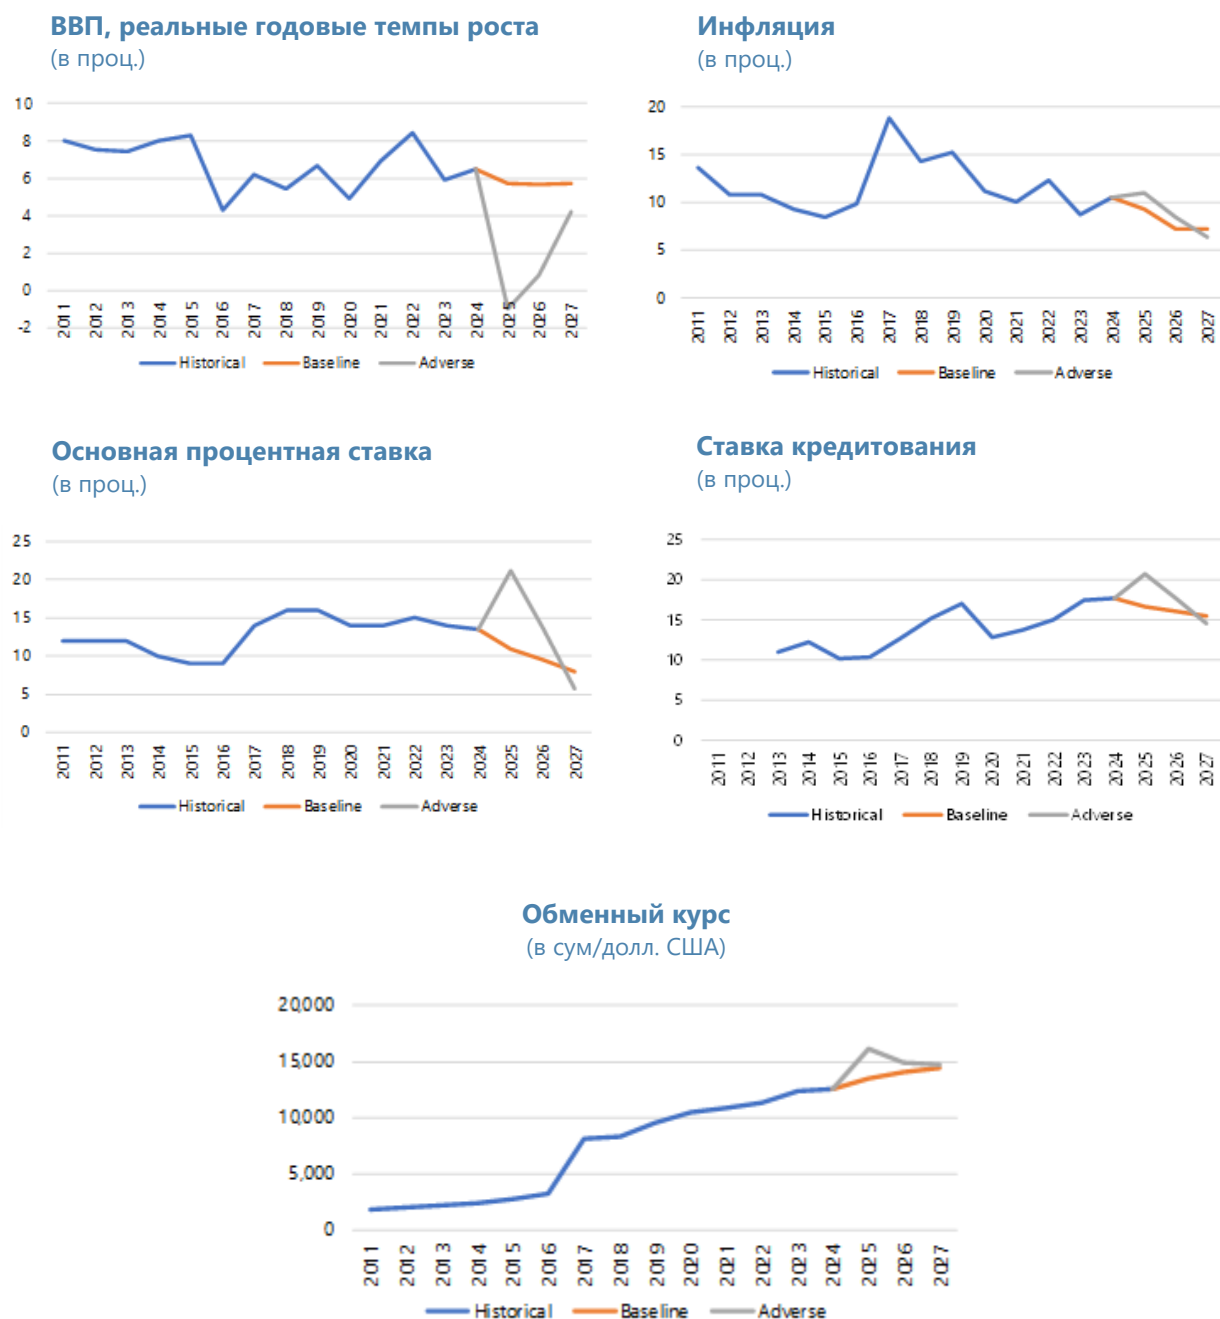 ВВП, реальные годовые темпы роста
(в проц.)
10
8
6
4
2
0
-2
2011 2012 2013 2014 2015 2016 2017 2018 2019 2020 2021 2022 2023 2024 2025 2026 2027
Historical Baseline Adverse
Инфляция
(в проц.)
20
15
10
5
0
2011 2012 2013 2014 2015 2016 2017 2018 2019 2020 2021 2022 2023 2024 2025 2026 2027
Historical Baseline Adverse
Основная процентная ставка
(в проц.)
25
20
15
10
5
0
2011 2012 2013 2014 2015 2016 2017 2018 2019 2020 2021 2022 2023 2024 2025 2026 2027
Historical Baseline Adverse
Ставка кредитования
(в проц.)
25
20
15
10
5
0
2011 2012 2013 2014 2015 2016 2017 2018 2019 2020 2021 2022 2023 2024 2025 2026 2027
Historical Baseline Adverse
Обменный курс
(в сум/долл. США)
20,000
15,000
10,000
5,000
0
2011 2012 2013 2014 2015 2016 2017 2018 2019 2020 2021 2022 2023 2024 2025 2026 2027
Historical Baseline Adverse